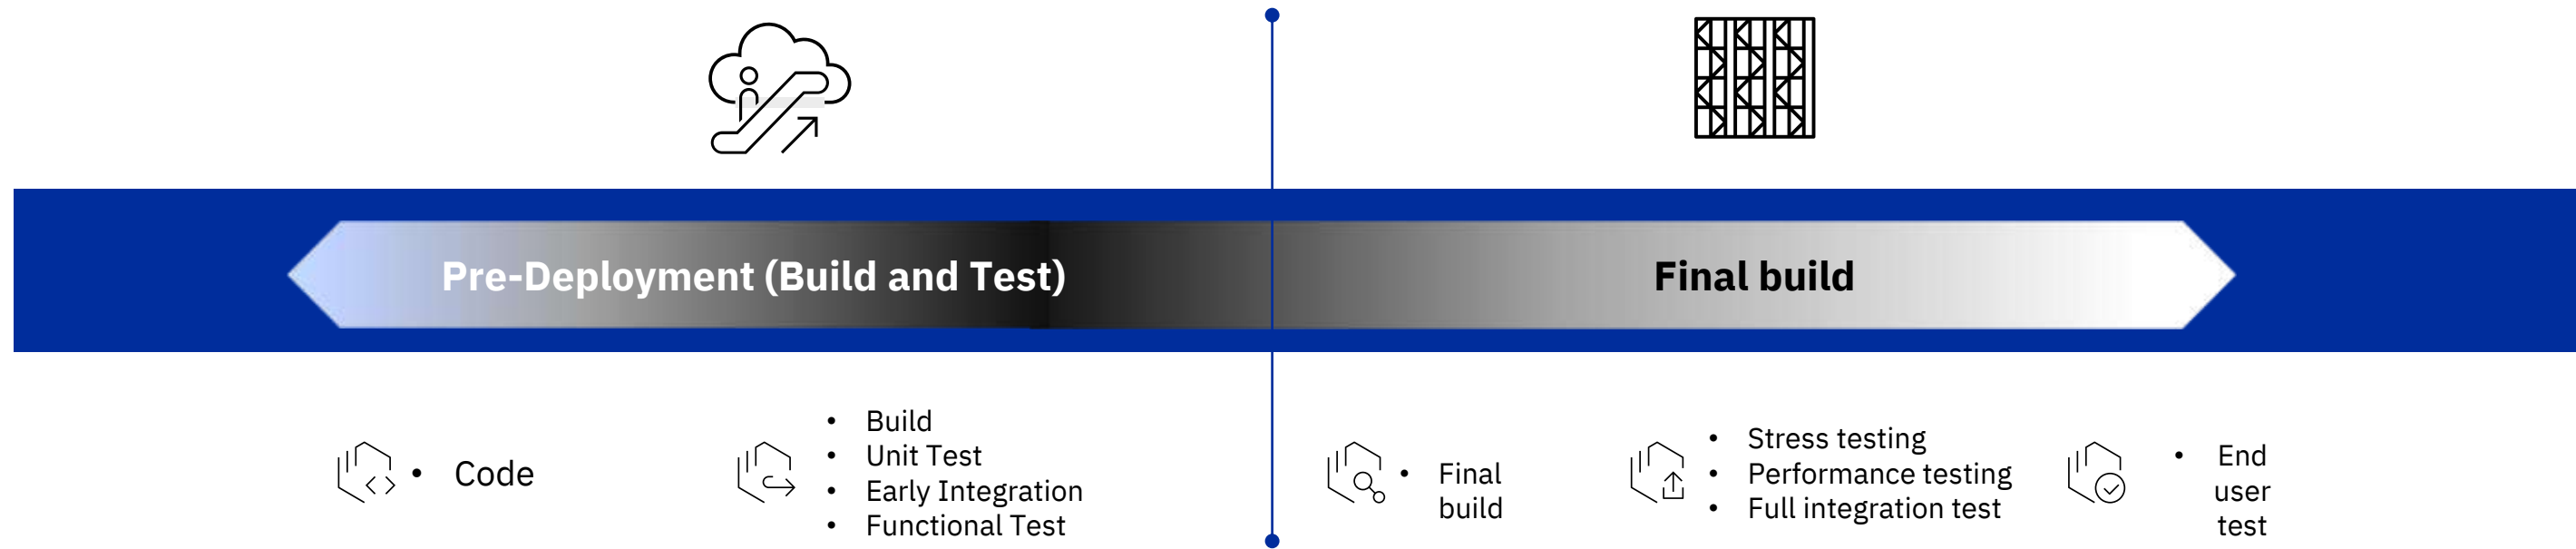 Pre-Deployment (Build and Test)
Final build
• Code
• Build
• Unit Test
• Early Integration
• Functional Test
• Final
build
• Stress testing
• Performance testing
• Full integration test
• End
user
test